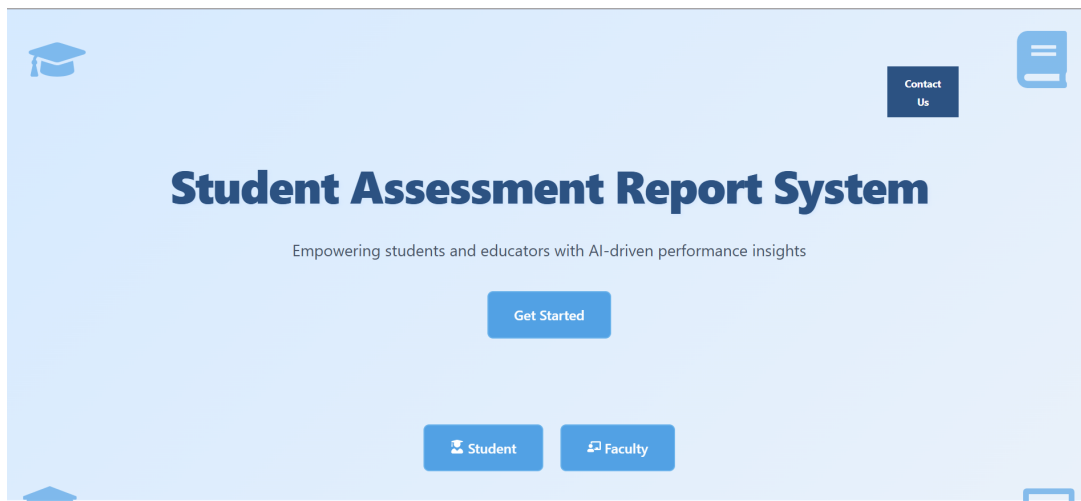 Contact
Us
Student Assessment Report System
Empowering students and educators with AI-driven performance insights
Get Started
Student
Faculty